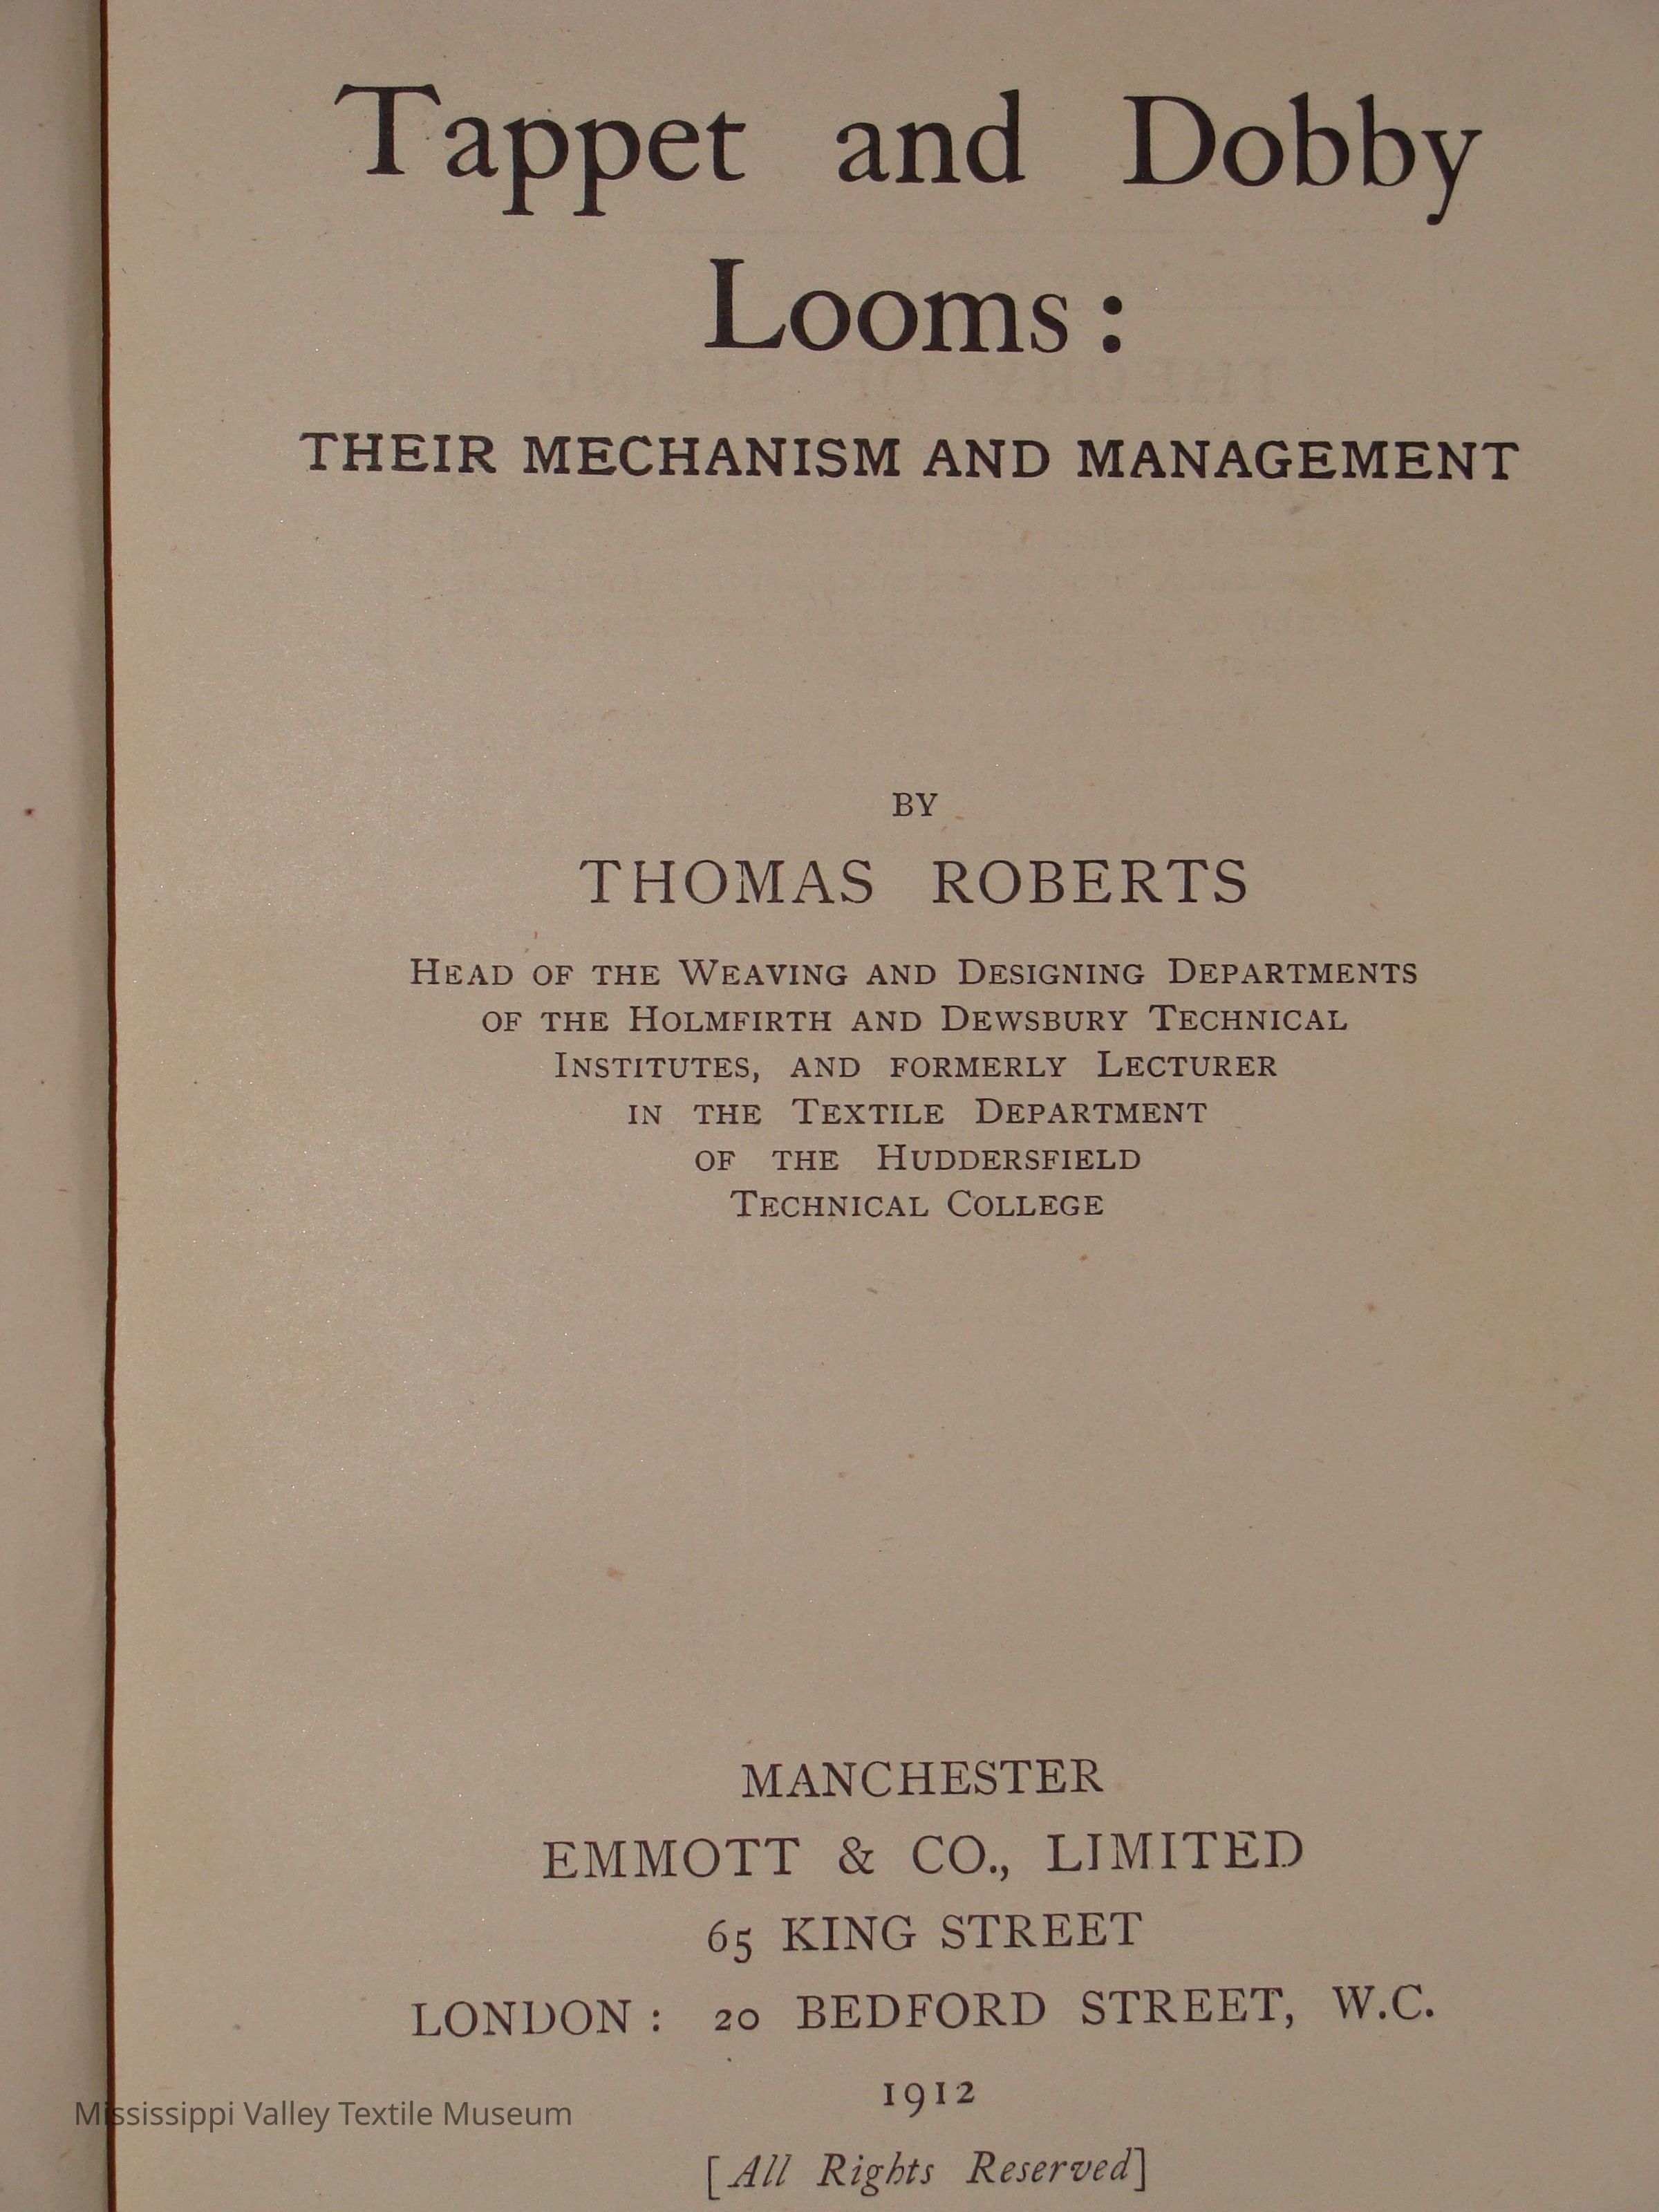 Tappet and Dobby
Looms:
THEIR MECHANISM AND MANAGEMENT
BY
THOMAS ROBERTS
HEAD OF THE WEAVING AND DESIGNING DEPARTMENTS
OF THE HOLMFIRTH AND DEWSBURY TECHNICAL
INSTITUTES, AND FORMERLY LECTURER
IN THE TEXTILE DEPARTMENT
OF THE HUDDERSFIELD
TECHNICAL COLLEGE
MANCHESTER
EMMOTT & CO., LIMITED
65 KING STREET
LONDON: 20 BEDFORD STREET, W.C.
1912
[All Rights Reserved]
Mississippi Valley Textile Museum